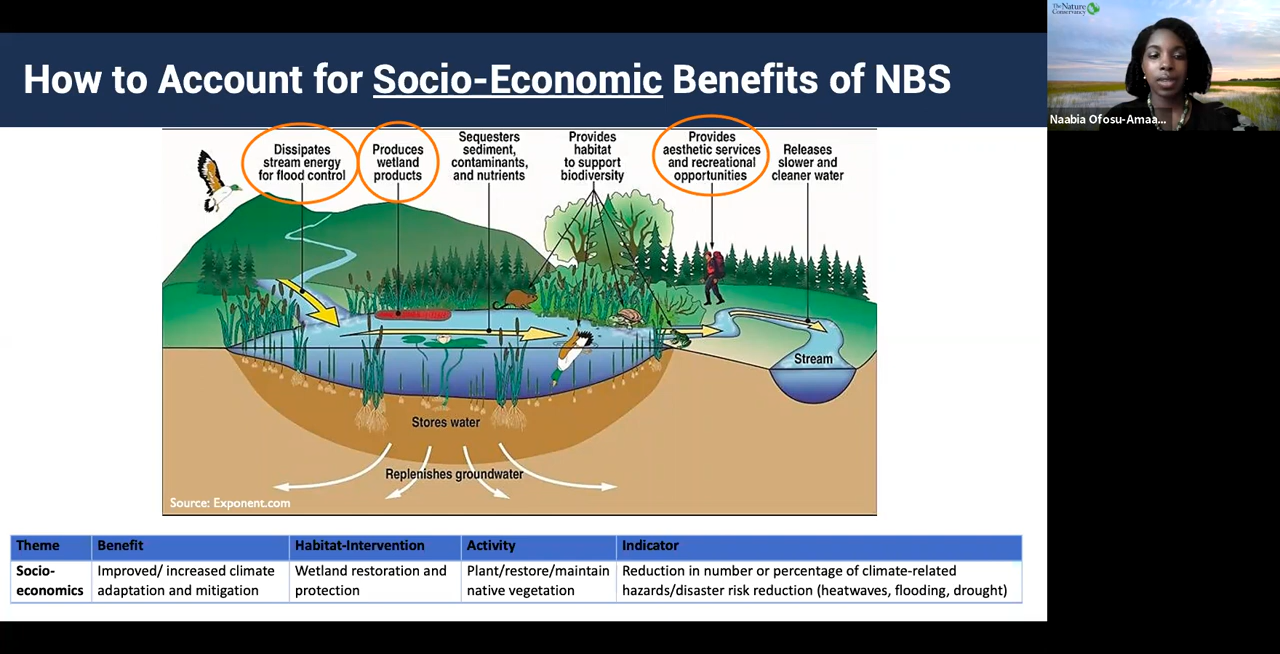 The Nature
Conservancy
Naabia Ofosu-Amaa...
How to Account for Socio-Economic Benefits of NBS
Dissipates
stream energy
for flood control
Produces
wetland
products
Sequesters
sediment,
contaminants,
and nutrients
Provides
habitat
to support
biodiversity
Provides
aesthetic services
and recreational
opportunities
Releases
slower and
cleaner water
Stream
Stores water
Replenishes groundwater
Source: Exponent.com
Theme Benefit Habitat-Intervention Activity Indicator
Socio- Improved/ increased climate Wetland restoration and Plant/restore/maintain Reduction in number or percentage of climate-related
economics adaptation and mitigation protection native vegetation hazards/disaster risk reduction (heatwaves, flooding, drought)